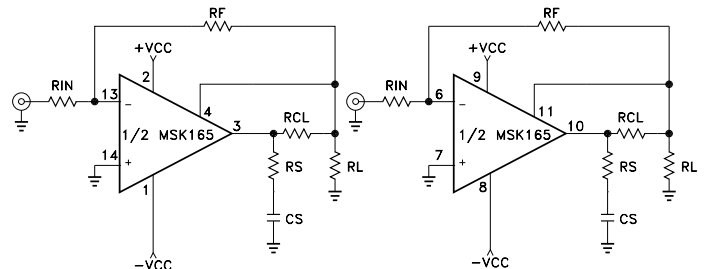 RF
+VCC
RIN
13
2
−
4
1/2 MSK165
3
RCL
14
+
RS
RL
1
CS
−VCC
RF
+VCC
RIN
6
9
−
11
1/2 MSK165
10
RCL
7
+
RS
RL
8
CS
−VCC